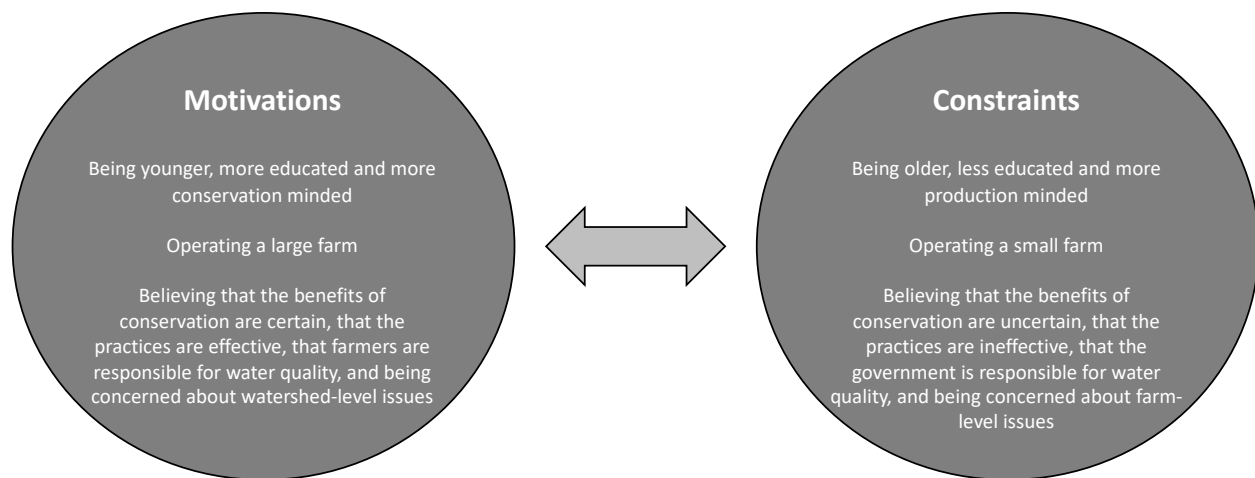 Motivations
Being younger, more educated and more
conservation minded
Operating a large farm
Believing that the benefits of
conservation are certain, that the
practices are effective, that farmers are
responsible for water quality, and being
concerned about watershed-level issues
Constraints
Being older, less educated and more
production minded
Operating a small farm
Believing that the benefits of
conservation are uncertain, that the
practices are ineffective, that the
government is responsible for water
quality, and being concerned about farm-
level issues